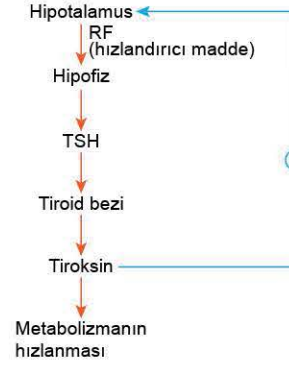 Hipotalamus
RF
(hızlandırıcı madde)
Hipofiz
TSH
Tiroid bezi
Tiroksin
Metabolizmanın
hızlanması